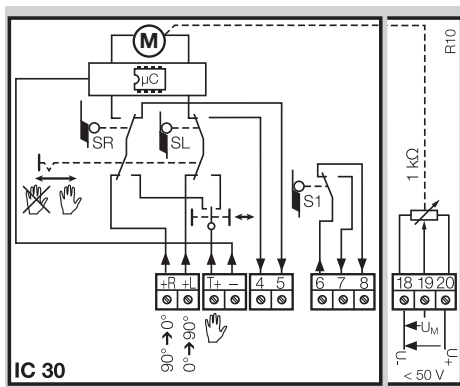 M
µC
SR
SL
S1
R10
1 kΩ
+R +L T+ – 4 5 6 7 8 18 19 20
90°→0°
0°→90°
U_M
U-
U+
< 50 V
IC 30